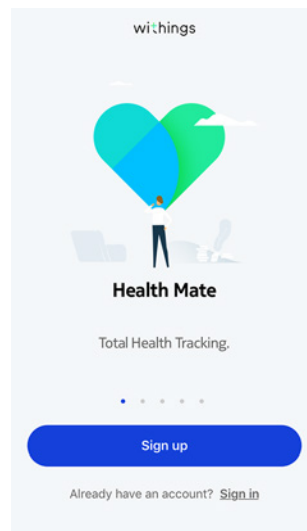 withings
Health Mate
Total Health Tracking.
Sign up
Already have an account? Sign in